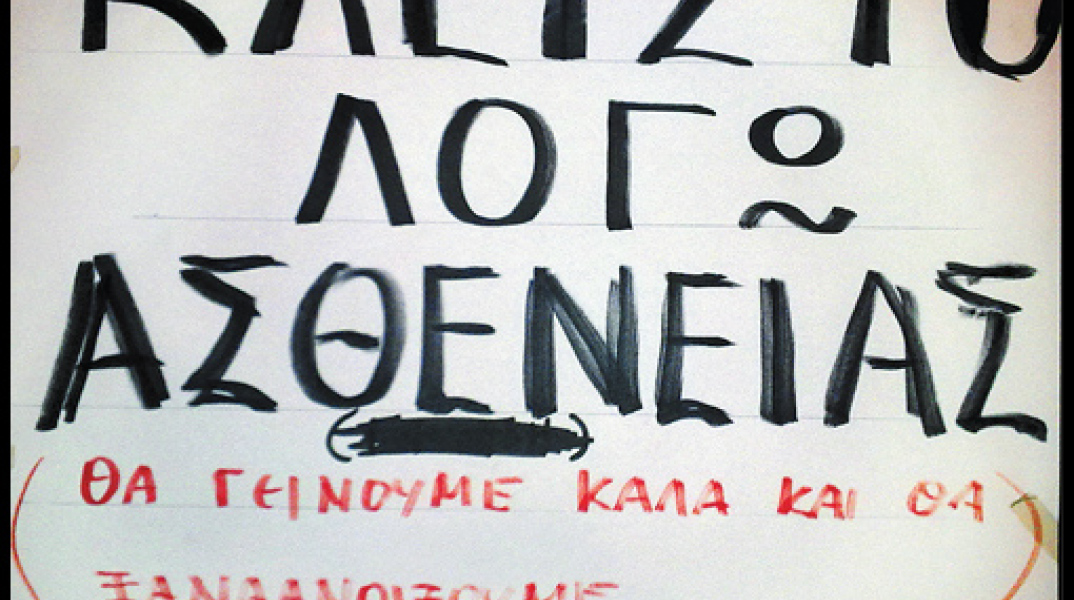 ΚΛΕΙΣΤΟ
ΛΟΓΩ
ΑΣΘΕΝΕΙΑΣ
(ΘΑ ΓΕΙΝΟΥΜΕ ΚΑΛΑ ΚΑΙ ΘΑ
ΞΑΝΑΑΝΟΙΞΟΥΜΕ)